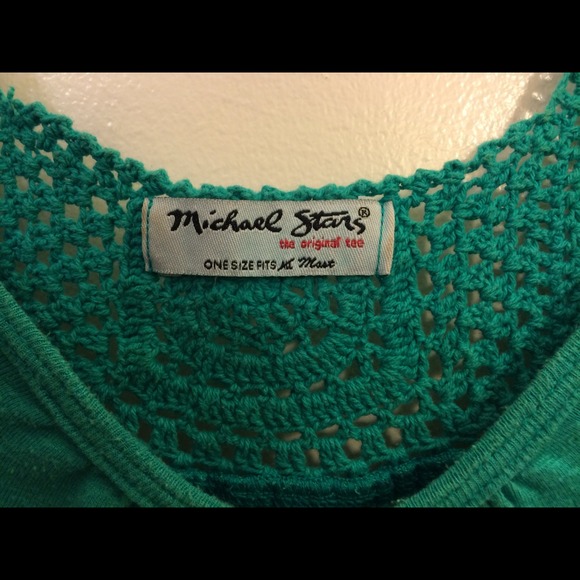 Michael Stars®
the original tee
ONE SIZE FITS Most